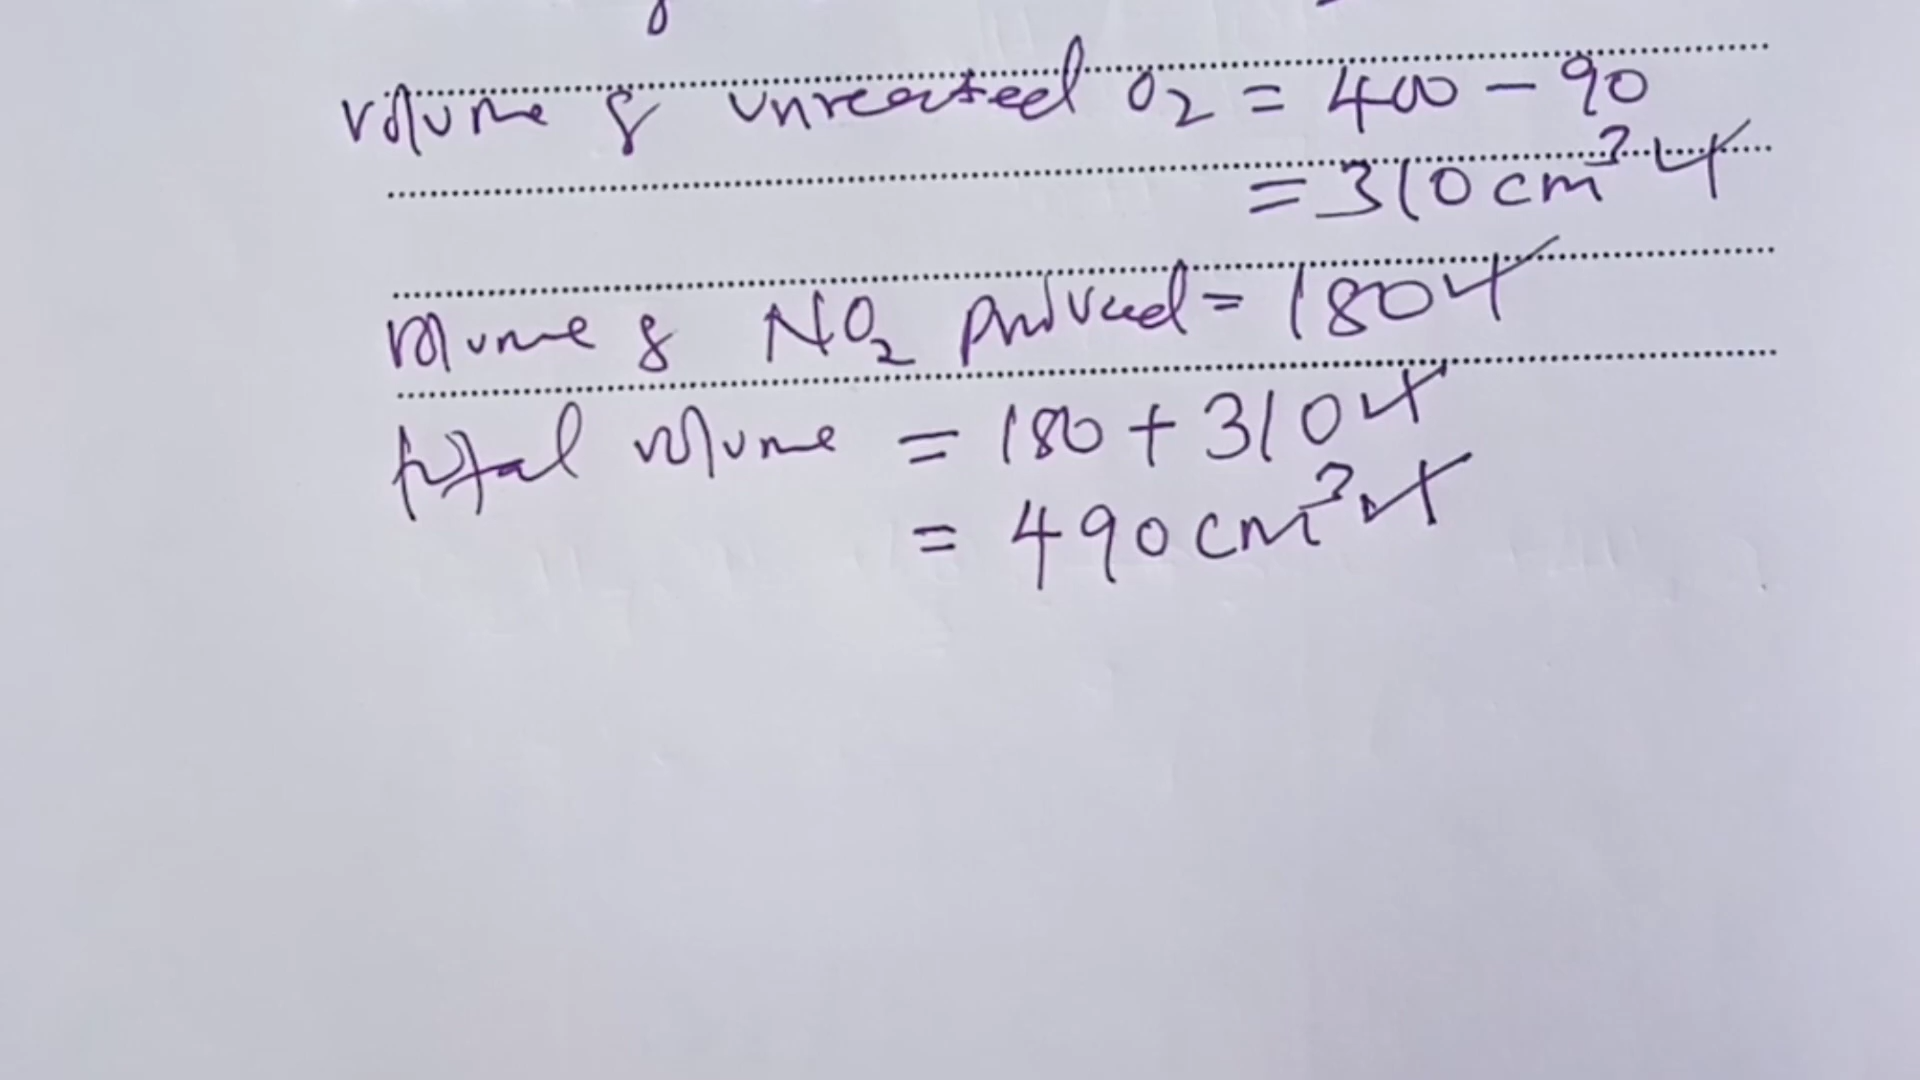 volume of unreacted O₂ = 400 - 90
= 310 cm³ ✓
volume of NO₂ produced = 180 ✓
total volume = 180 + 310 ✓
= 490 cm³ ✓